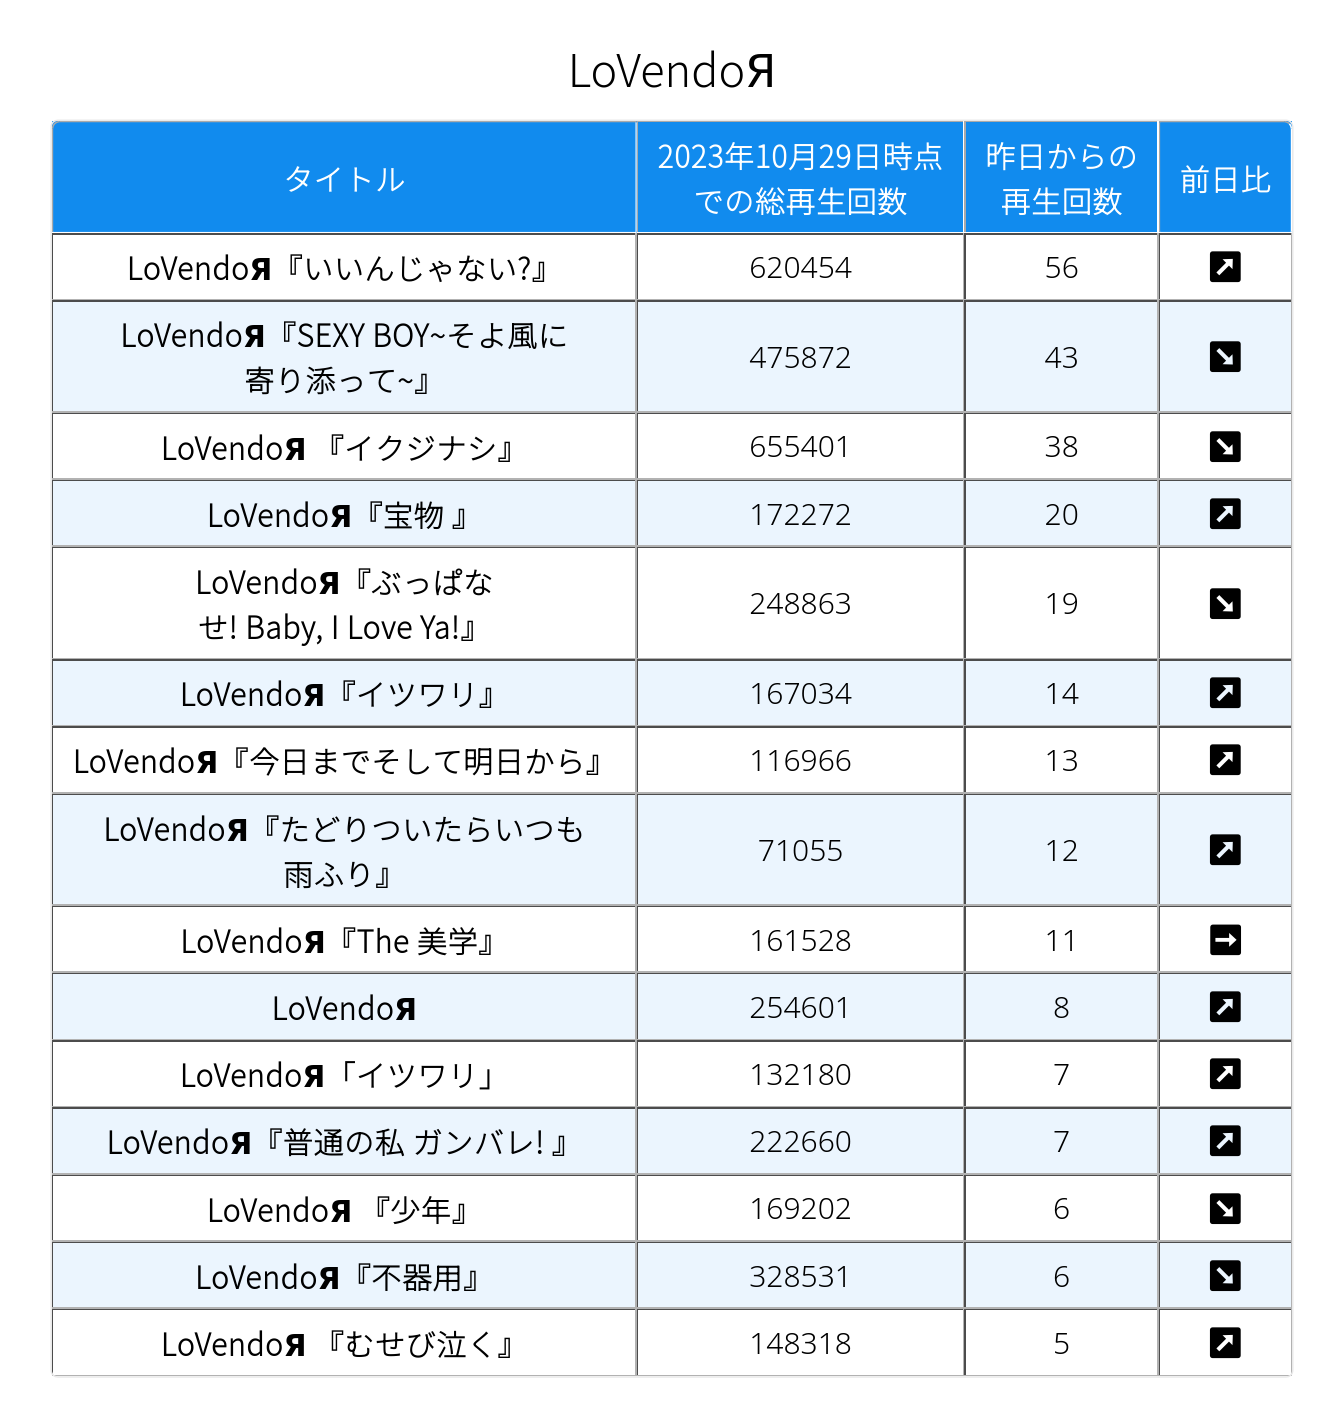 LoVendoЯ
タイトル
2023年10月29日時点
での総再生回数
昨日からの
再生回数
前日比
LoVendoЯ『いいんじゃない?』
620454
56
LoVendoЯ『SEXY BOY~そよ風に
寄り添って~』
475872
43
LoVendoЯ 『イクジナシ』
655401
38
LoVendoЯ『宝物 』
172272
20
LoVendoЯ『ぶっぱな
せ! Baby, I Love Ya!』
248863
19
LoVendoЯ『イツワリ』
167034
14
LoVendoЯ『今日までそして明日から』
116966
13
LoVendoЯ『たどりついたらいつも
雨ふり』
71055
12
LoVendoЯ『The 美学』
161528
11
LoVendoЯ
254601
8
LoVendoЯ「イツワリ」
132180
7
LoVendoЯ『普通の私 ガンバレ! 』
222660
7
LoVendoЯ 『少年』
169202
6
LoVendoЯ『不器用』
328531
6
LoVendoЯ 『むせび泣く』
148318
5